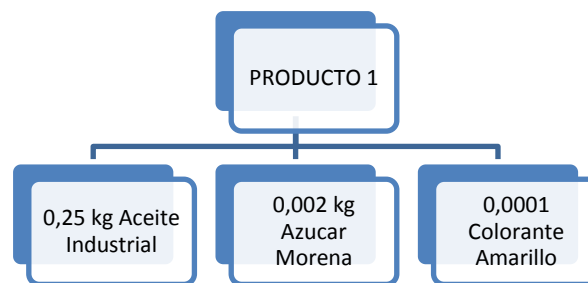 PRODUCTO 1
0,25 kg Aceite
Industrial
0,002 kg
Azucar
Morena
0,0001
Colorante
Amarillo